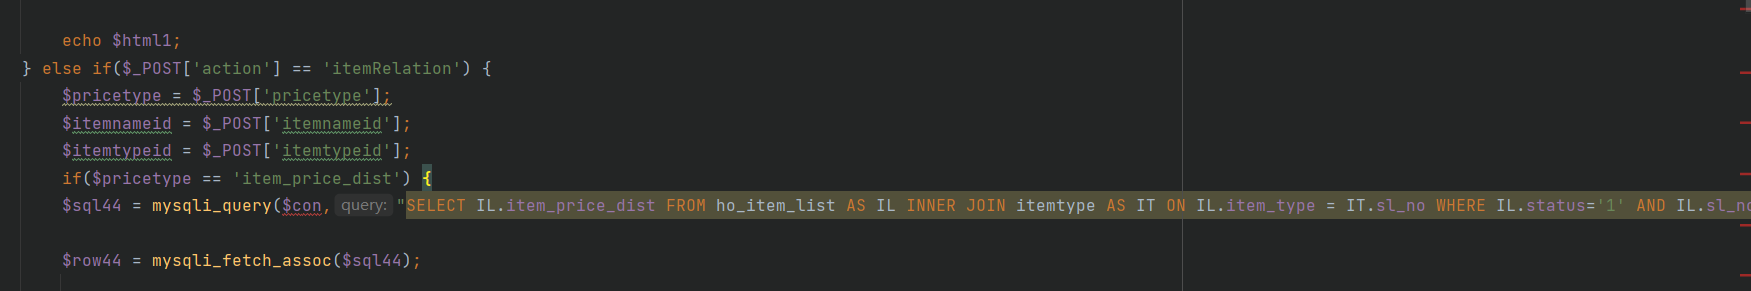 echo $html1;
} else if($_POST['action'] == 'itemRelation') {
$pricetype = $_POST['pricetype'];
$itemnameid = $_POST['itemnameid'];
$itemtypeid = $_POST['itemtypeid'];
if($pricetype == 'item_price_dist') {
$sql44 = mysqli_query($con, query: "SELECT IL.item_price_dist FROM ho_item_list AS IL INNER JOIN itemtype AS IT ON IL.item_type = IT.sl_no WHERE IL.status='1' AND IL.sl_no
$row44 = mysqli_fetch_assoc($sql44);